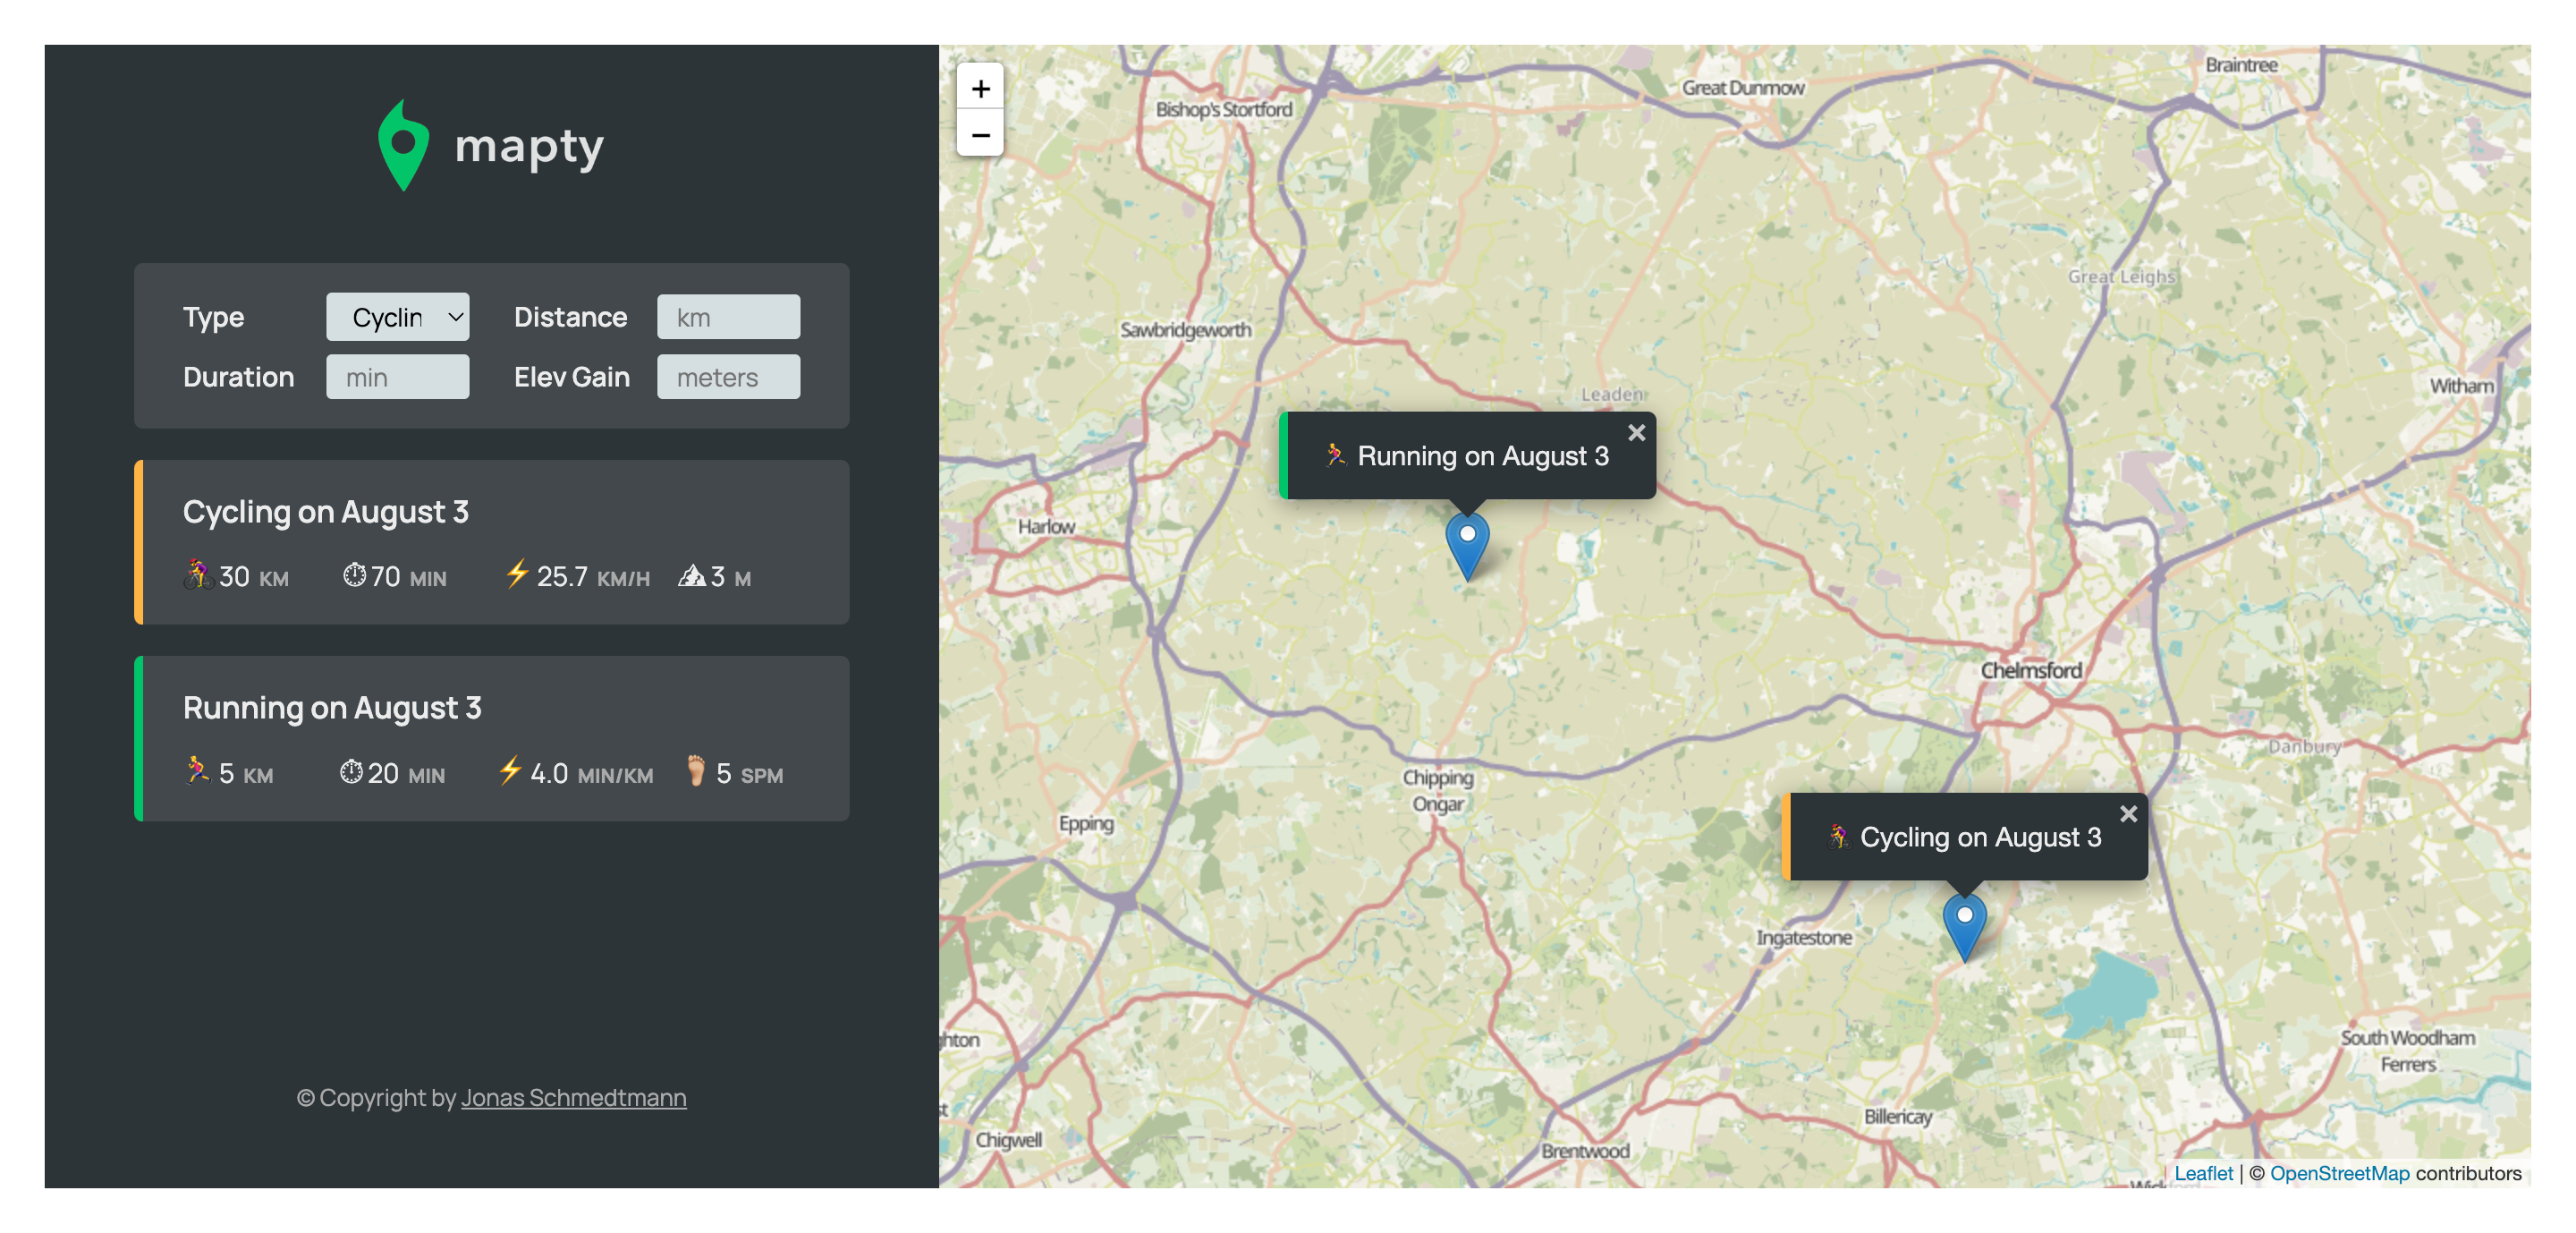 mapty
Type Cyclin Distance km
Duration min Elev Gain meters
Cycling on August 3
30 KM 70 MIN 25.7 KM/H 3 M
Running on August 3
5 KM 20 MIN 4.0 MIN/KM 5 SPM
© Copyright by Jonas Schmedtmann
+
−
Braintree
Great Dunmow
Bishop's Stortford
Great Leighs
Sawbridgeworth
Witham
Leaden
×
Running on August 3
Harlow
Chelmsford
Danbury
Chipping
Ongar
Epping
×
Cycling on August 3
Ingatestone
South Woodham
Ferrers
hton
st
Billericay
Chigwell
Brentwood
Leaflet | © OpenStreetMap contributors